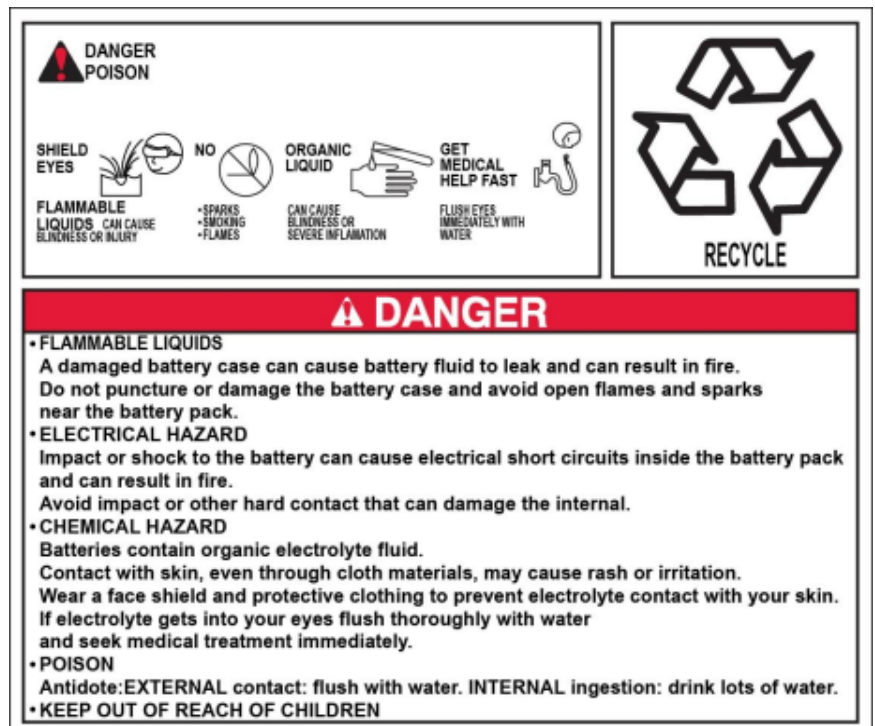 DANGER
POISON
SHIELD
EYES
FLAMMABLE
LIQUIDS CAN CAUSE
BLINDNESS OR INJURY
NO
•SPARKS
•SMOKING
•FLAMES
ORGANIC
LIQUID
CAN CAUSE
BLINDNESS OR
SEVERE INFLAMATION
GET
MEDICAL
HELP FAST
FLUSH EYES
IMMEDIATELY WITH
WATER
RECYCLE
DANGER
• FLAMMABLE LIQUIDS
A damaged battery case can cause battery fluid to leak and can result in fire.
Do not puncture or damage the battery case and avoid open flames and sparks
near the battery pack.
• ELECTRICAL HAZARD
Impact or shock to the battery can cause electrical short circuits inside the battery pack
and can result in fire.
Avoid impact or other hard contact that can damage the internal.
• CHEMICAL HAZARD
Batteries contain organic electrolyte fluid.
Contact with skin, even through cloth materials, may cause rash or irritation.
Wear a face shield and protective clothing to prevent electrolyte contact with your skin.
If electrolyte gets into your eyes flush thoroughly with water
and seek medical treatment immediately.
• POISON
Antidote:EXTERNAL contact: flush with water. INTERNAL ingestion: drink lots of water.
• KEEP OUT OF REACH OF CHILDREN